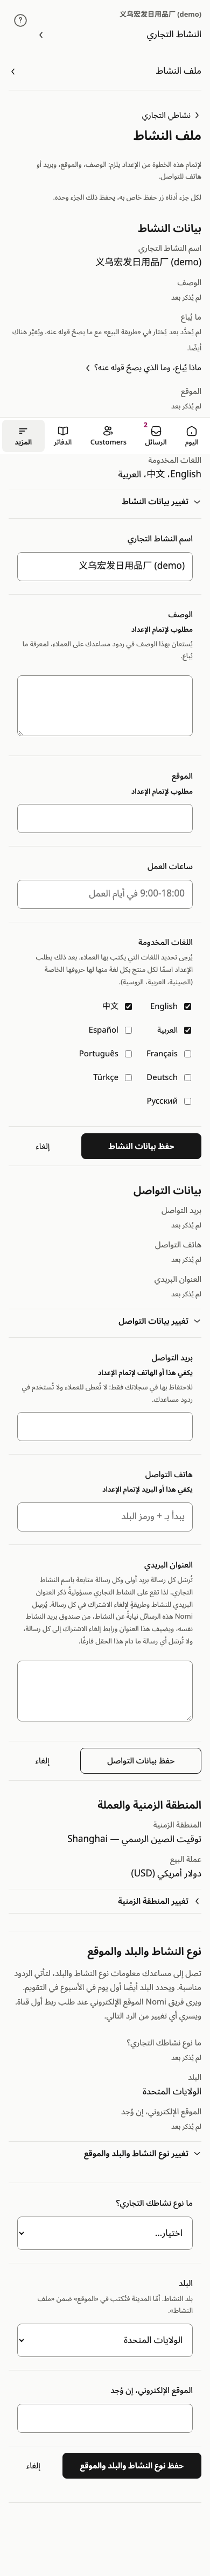 义乌宏发日用品厂 (demo)
النشاط التجاري
?
ملف النشاط
نشاطي التجاري
ملف النشاط
لإتمام هذه الخطوة من الإعداد يلزم: الوصف، والموقع، وبريد أو
هاتف للتواصل.
لكل جزء أدناه زر حفظ خاص به، يحفظ ذلك الجزء وحده.
بيانات النشاط
اسم النشاط التجاري
义乌宏发日用品厂 (demo)
الوصف
لم يُذكر بعد
ما يُباع
لم يُحدَّد بعد. يُختار في «طريقة البيع» مع ما يصحّ قوله عنه، ويُقيَّر هناك
أيضًا.
ماذا يُباع، وما الذي يصحّ قوله عنه؟
الموقع
لم يُذكر بعد
اليوم
الرسائل
2
Customers
الدفاتر
المزيد
اللغات المخدومة
English، 中文، العربية
تغيير بيانات النشاط
اسم النشاط التجاري
义乌宏发日用品厂 (demo)
الوصف
مطلوب لإتمام الإعداد
يُستعان بهذا الوصف في ردود مساعدك على العملاء، لمعرفة ما
يُباع.
الموقع
مطلوب لإتمام الإعداد
ساعات العمل
9:00-18:00 في أيام العمل
اللغات المخدومة
يُرجى تحديد اللغات التي يكتب بها العملاء. بعد ذلك يطلب
الإعداد اسمًا لكل منتج بكل لغة منها لها حروفها الخاصة
(الصينية، العربية، الروسية).
English
中文
العربية
Español
Français
Português
Deutsch
Türkçe
Русский
حفظ بيانات النشاط
إلغاء
بيانات التواصل
بريد التواصل
لم يُذكر بعد
هاتف التواصل
لم يُذكر بعد
العنوان البريدي
لم يُذكر بعد
تغيير بيانات التواصل
بريد التواصل
يكفي هذا أو الهاتف لإتمام الإعداد
للاحتفاظ بها في سجلاتك فقط: لا تُعطى للعملاء ولا تُستخدم في
ردود مساعدك.
هاتف التواصل
يكفي هذا أو البريد لإتمام الإعداد
يبدأ بـ + ورمز البلد
العنوان البريدي
تُرسَل كل رسالة بريد أولى وكل رسالة متابعة باسم النشاط
التجاري، لذا تقع على النشاط التجاري مسؤوليةُ ذكر العنوان
البريدي للنشاط وطريقةٍ لإلغاء الاشتراك في كل رسالة. يُرسِل
Nomi هذه الرسائل نيابةً عن النشاط، من صندوق بريد النشاط
نفسه، ويضيف هذا العنوان ورابط إلغاء الاشتراك إلى كل رسالة،
ولا تُرسَل أي رسالة ما دام هذا الحقل فارغًا.
حفظ بيانات التواصل
إلغاء
المنطقة الزمنية والعملة
المنطقة الزمنية
توقيت الصين الرسمي — Shanghai
عملة البيع
دولار أمريكي (USD)
تغيير المنطقة الزمنية
نوع النشاط والبلد والموقع
تصل إلى مساعدك معلومات نوع النشاط والبلد، لتأتي الردود
مناسبة. ويحدد البلد أيضًا أول يوم في الأسبوع في التقويم.
ويرى فريق Nomi الموقع الإلكتروني عند طلب ربط أول قناة.
ويسري أي تغيير من الرد التالي.
ما نوع نشاطك التجاري؟
لم يُذكر بعد
البلد
الولايات المتحدة
الموقع الإلكتروني، إن وُجد
لم يُذكر بعد
تغيير نوع النشاط والبلد والموقع
ما نوع نشاطك التجاري؟
اختيار...
البلد
بلد النشاط. أمّا المدينة فتُكتب في «الموقع» ضمن «ملف
النشاط».
الولايات المتحدة
الموقع الإلكتروني، إن وُجد
حفظ نوع النشاط والبلد والموقع
إلغاء